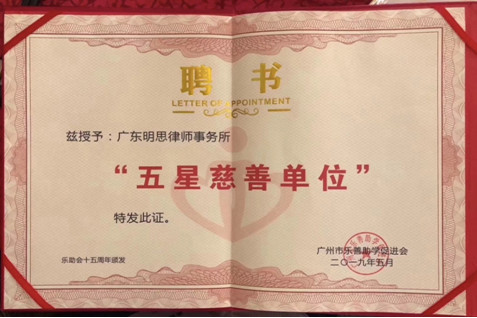 聘 书
LETTER OF APPOINTMENT
兹授予：广东明思律师事务所
“五星慈善单位”
特发此证。
乐助会十五周年颁发
广州市乐善助学促进会
二〇一九年五月